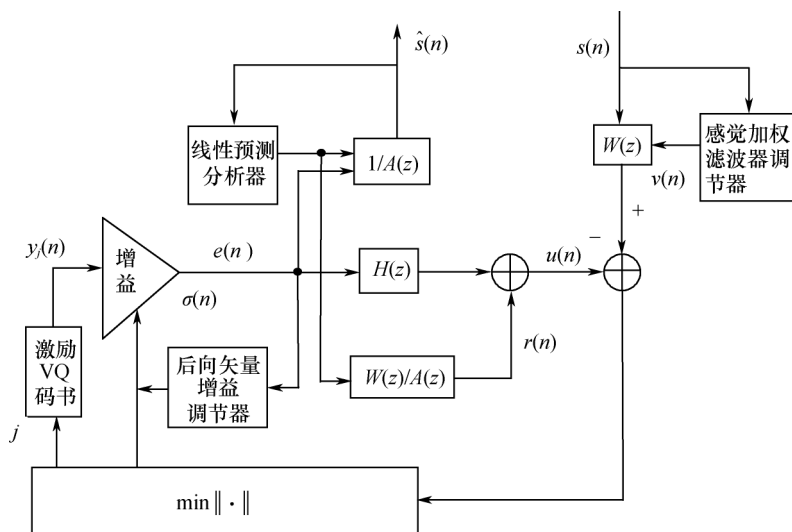 ŝ(n)
s(n)
线性预测
分析器
1/A(z)
W(z)
感觉加权
滤波器调
节器
v(n)
+
y_j(n)
增
益
e(n)
σ(n)
H(z)
u(n)
−
r(n)
激励
VQ
码书
后向矢量
增益
调节器
W(z)/A(z)
j
min‖·‖